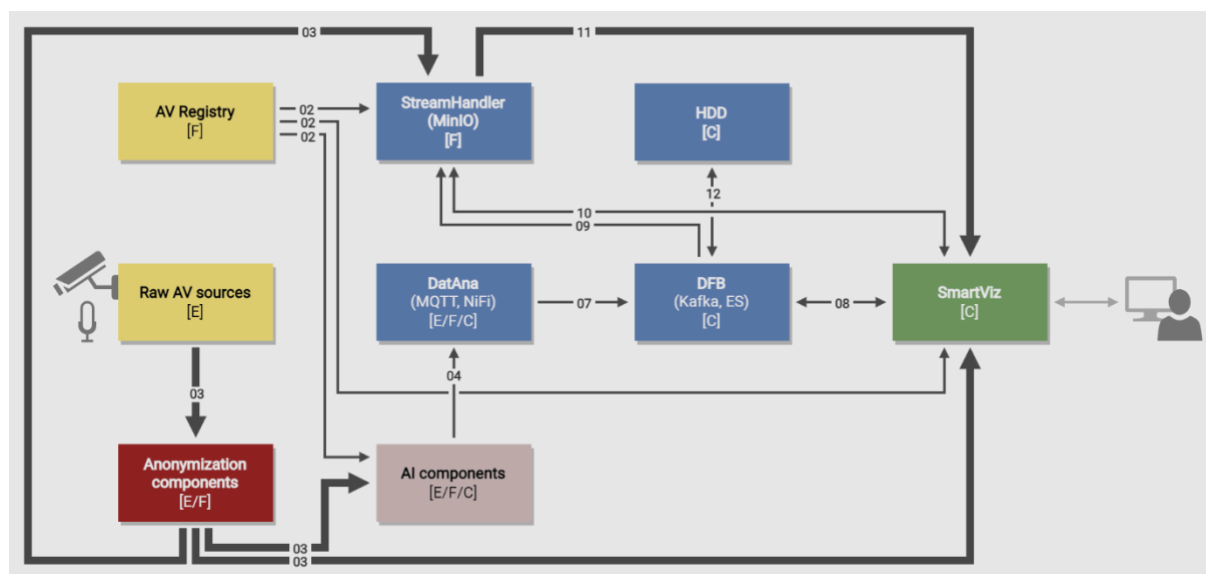 03
11
AV Registry
[F]
02
02
02
StreamHandler
(MinIO)
[F]
HDD
[C]
12
10
09
Raw AV sources
[E]
DatAna
(MQTT, NiFi)
[E/F/C]
07
DFB
(Kafka, ES)
[C]
08
SmartViz
[C]
03
04
Anonymization
components
[E/F]
AI components
[E/F/C]
03
03